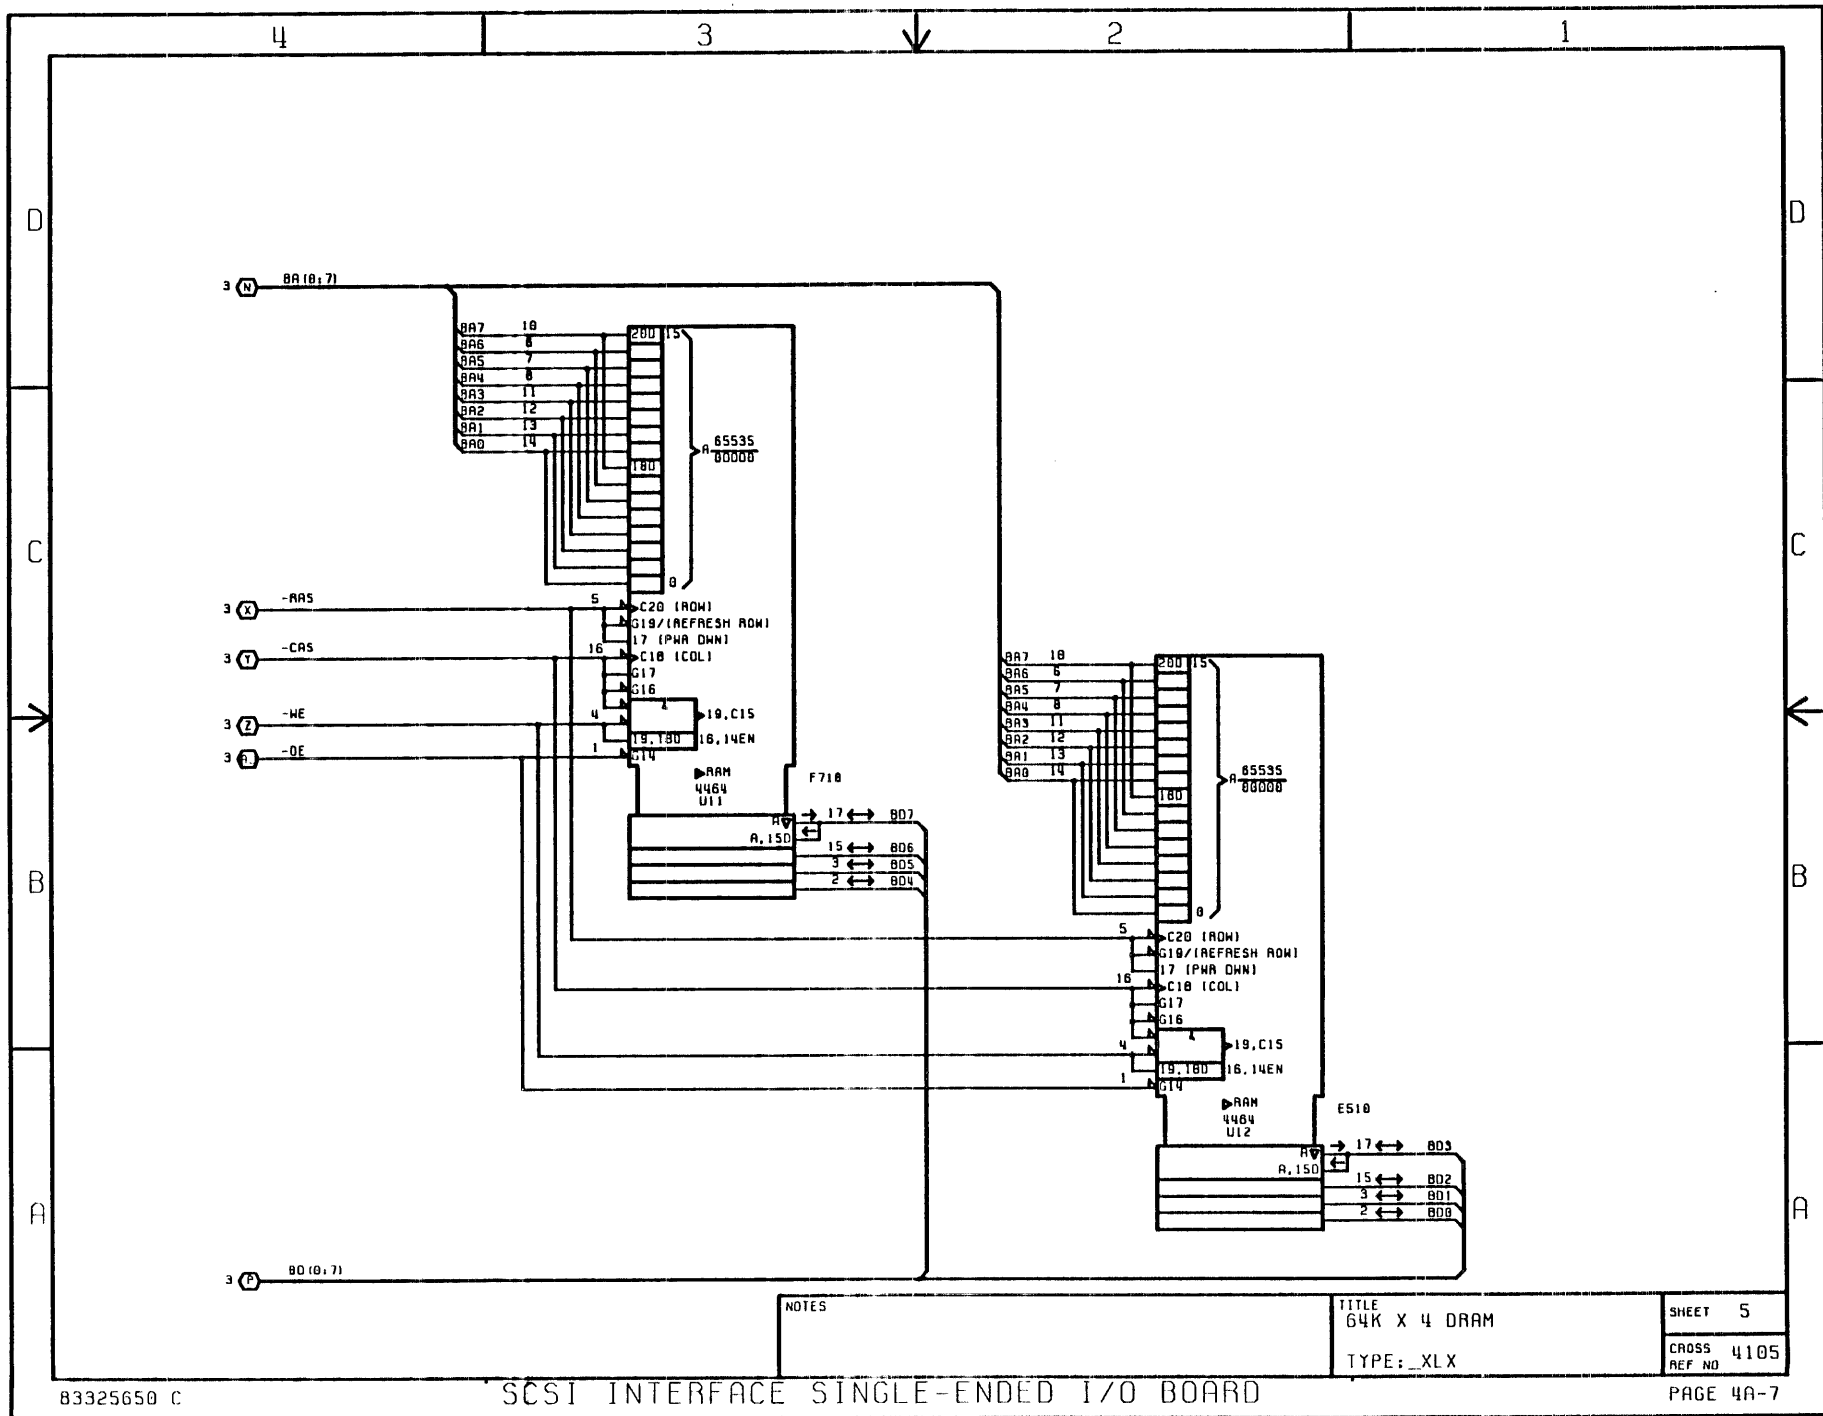 4 3 2 1
D D
3 N BA(0:7)
BA7 10 20D 15
BA6 6
BA5 7
BA4 8
BA3 11
BA2 12
BA1 13
BA0 14
A 65535
00000
18D
C C
0
3 X -RAS 5 C20 [ROW]
G19/[REFRESH ROW]
17 [PWR DWN]
3 Y -CAS 16 C18 [COL]
G17
G16
&
19,C15
3 Z -WE 4
19,18D 16,14EN
3 -OE 1 G14
RAM
4464
U11
F710
A
17 BD7
A,15D
15 BD6
3 BD5
2 BD4
BA7 10 20D 15
BA6 6
BA5 7
BA4 8
BA3 11
BA2 12
BA1 13
BA0 14
A 65535
00000
18D
B B
0
5 C20 [ROW]
G19/[REFRESH ROW]
17 [PWR DWN]
16 C18 [COL]
G17
G16
&
19,C15
4
19,18D 16,14EN
1 G14
RAM
4464
U12
E510
A
17 BD3
A,15D
15 BD2
3 BD1
2 BD0
A A
3 P BD(0:7)
NOTES
TITLE
64K X 4 DRAM
TYPE:_XLX
SHEET 5
CROSS REF NO 4105
83325650 C
SCSI INTERFACE SINGLE-ENDED I/O BOARD
PAGE 4A-7